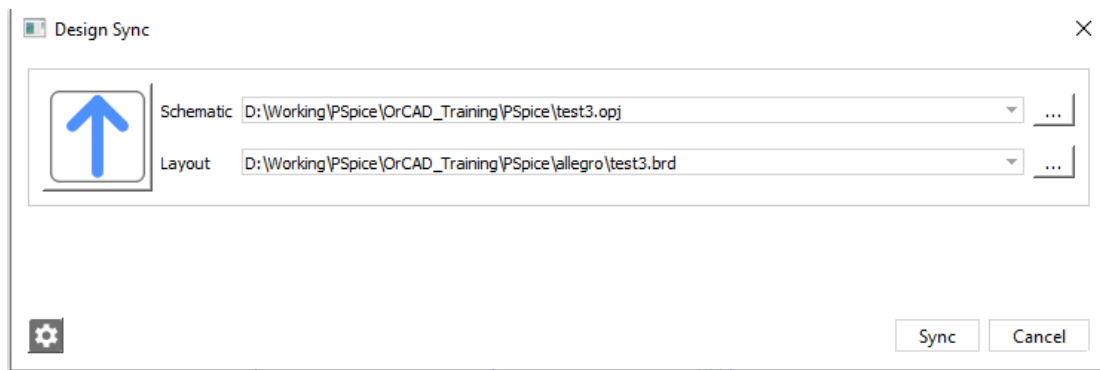 Design Sync
Schematic D:\Working\PSpice\OrCAD_Training\PSpice\test3.opj ...
Layout D:\Working\PSpice\OrCAD_Training\PSpice\allegro\test3.brd ...
Sync Cancel